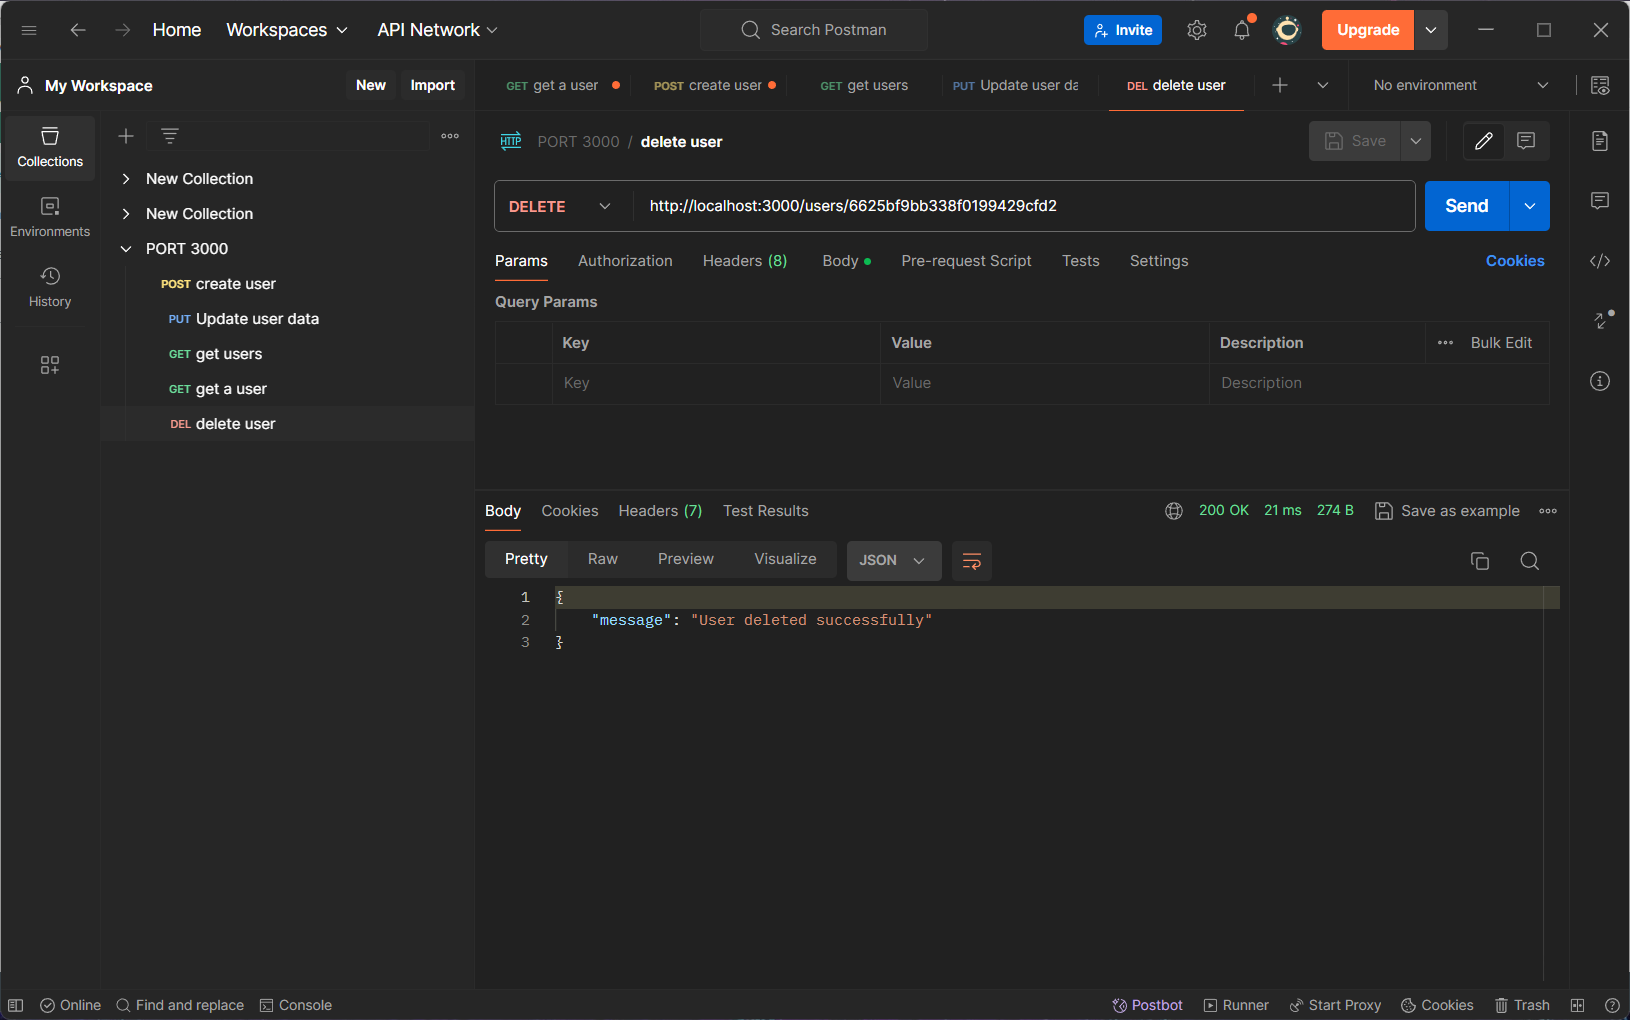 Home Workspaces API Network Search Postman Invite Upgrade
My Workspace New Import
GET get a user POST create user GET get users PUT Update user da DEL delete user No environment
Collections
Environments
History
New Collection
New Collection
PORT 3000
POST create user
PUT Update user data
GET get users
GET get a user
DEL delete user
HTTP PORT 3000 / delete user Save
DELETE http://localhost:3000/users/6625bf9bb338f0199429cfd2 Send
Params Authorization Headers (8) Body Pre-request Script Tests Settings Cookies
Query Params
Key Value Description Bulk Edit
Key Value Description
Body Cookies Headers (7) Test Results 200 OK 21 ms 274 B Save as example
Pretty Raw Preview Visualize JSON
1 {
2 "message": "User deleted successfully"
3 }
Online Find and replace Console Postbot Runner Start Proxy Cookies Trash